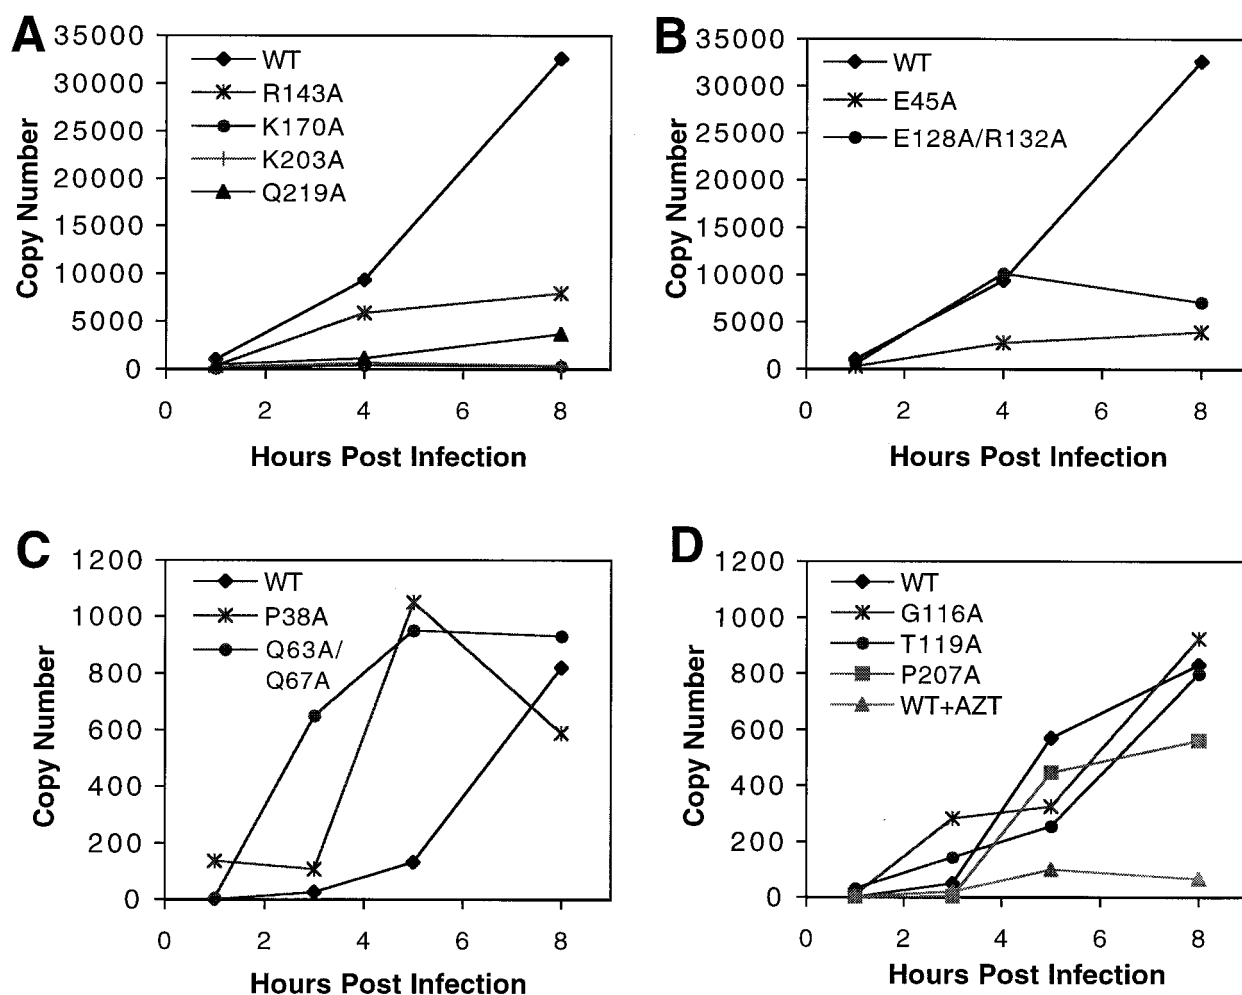 A
35000
30000
25000
20000
15000
10000
5000
0
Copy Number
WT
R143A
K170A
K203A
Q219A
0 2 4 6 8
Hours Post Infection
B
35000
30000
25000
20000
15000
10000
5000
0
Copy Number
WT
E45A
E128A/R132A
0 2 4 6 8
Hours Post Infection
C
1200
1000
800
600
400
200
0
Copy Number
WT
P38A
Q63A/
Q67A
0 2 4 6 8
Hours Post Infection
D
1200
1000
800
600
400
200
0
Copy Number
WT
G116A
T119A
P207A
WT+AZT
0 2 4 6 8
Hours Post Infection